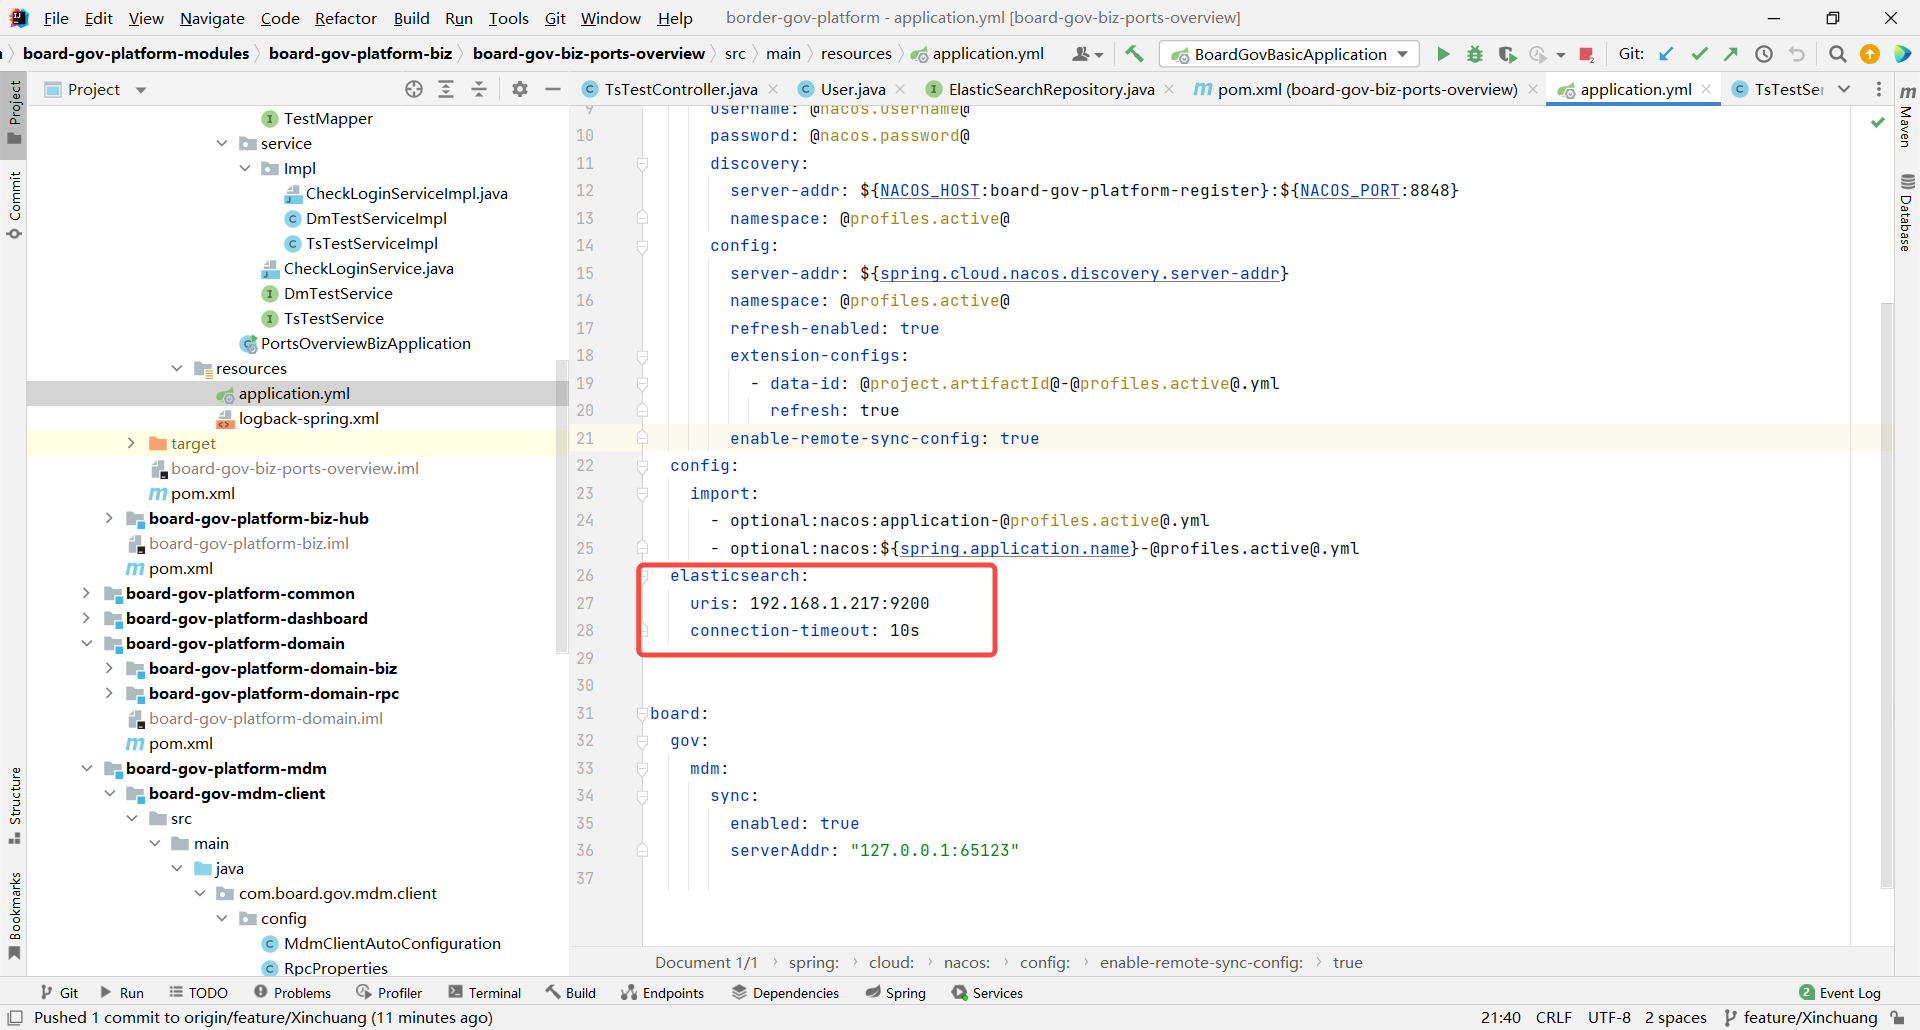 File Edit View Navigate Code Refactor Build Run Tools Git Window Help border-gov-platform - application.yml [board-gov-biz-ports-overview]
board-gov-platform-modules board-gov-platform-biz board-gov-biz-ports-overview src main resources application.yml BoardGovBasicApplication Git:
Project
TsTestController.java User.java ElasticSearchRepository.java pom.xml (board-gov-biz-ports-overview) application.yml TsTestSer
Project
Commit
Structure
Bookmarks
TestMapper
service
Impl
CheckLoginServiceImpl.java
DmTestServiceImpl
TsTestServiceImpl
CheckLoginService.java
DmTestService
TsTestService
PortsOverviewBizApplication
resources
application.yml
logback-spring.xml
target
board-gov-biz-ports-overview.iml
pom.xml
board-gov-platform-biz-hub
board-gov-platform-biz.iml
pom.xml
board-gov-platform-common
board-gov-platform-dashboard
board-gov-platform-domain
board-gov-platform-domain-biz
board-gov-platform-domain-rpc
board-gov-platform-domain.iml
pom.xml
board-gov-platform-mdm
board-gov-mdm-client
src
main
java
com.board.gov.mdm.client
config
MdmClientAutoConfiguration
RpcProperties
9 username: @nacos.username@
10 password: @nacos.password@
11 discovery:
12 server-addr: ${NACOS_HOST:board-gov-platform-register}:${NACOS_PORT:8848}
13 namespace: @profiles.active@
14 config:
15 server-addr: ${spring.cloud.nacos.discovery.server-addr}
16 namespace: @profiles.active@
17 refresh-enabled: true
18 extension-configs:
19 - data-id: @project.artifactId@-@profiles.active@.yml
20 refresh: true
21 enable-remote-sync-config: true
22 config:
23 import:
24 - optional:nacos:application-@profiles.active@.yml
25 - optional:nacos:${spring.application.name}-@profiles.active@.yml
26 elasticsearch:
27 uris: 192.168.1.217:9200
28 connection-timeout: 10s
29
30
31 board:
32 gov:
33 mdm:
34 sync:
35 enabled: true
36 serverAddr: "127.0.0.1:65123"
37
Maven
Database
Document 1/1 spring: cloud: nacos: config: enable-remote-sync-config: true
Git Run TODO Problems Profiler Terminal Build Endpoints Dependencies Spring Services 2 Event Log
Pushed 1 commit to origin/feature/Xinchuang (11 minutes ago) 21:40 CRLF UTF-8 2 spaces feature/Xinchuang